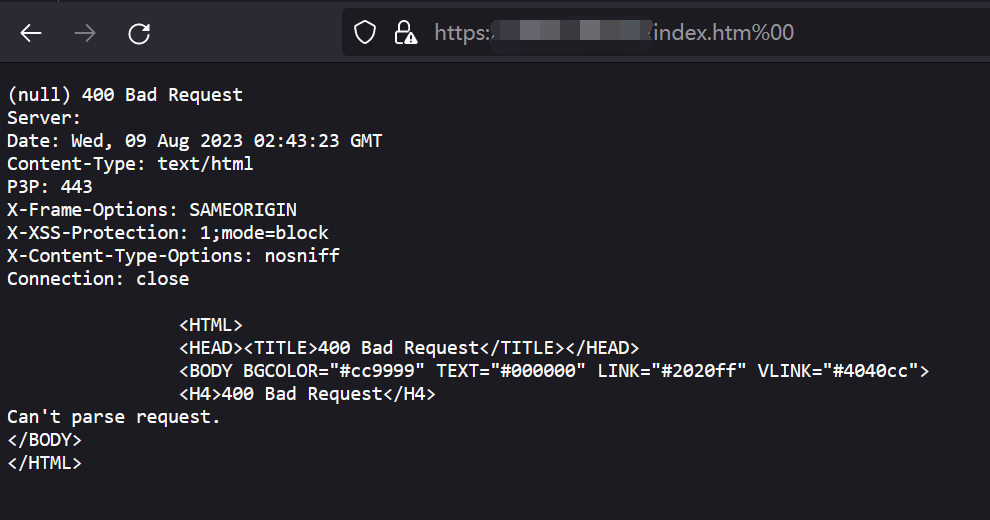 https: /index.htm%00
(null) 400 Bad Request
Server:
Date: Wed, 09 Aug 2023 02:43:23 GMT
Content-Type: text/html
P3P: 443
X-Frame-Options: SAMEORIGIN
X-XSS-Protection: 1;mode=block
X-Content-Type-Options: nosniff
Connection: close
<HTML>
<HEAD><TITLE>400 Bad Request</TITLE></HEAD>
<BODY BGCOLOR="#cc9999" TEXT="#000000" LINK="#2020ff" VLINK="#4040cc">
<H4>400 Bad Request</H4>
Can't parse request.
</BODY>
</HTML>